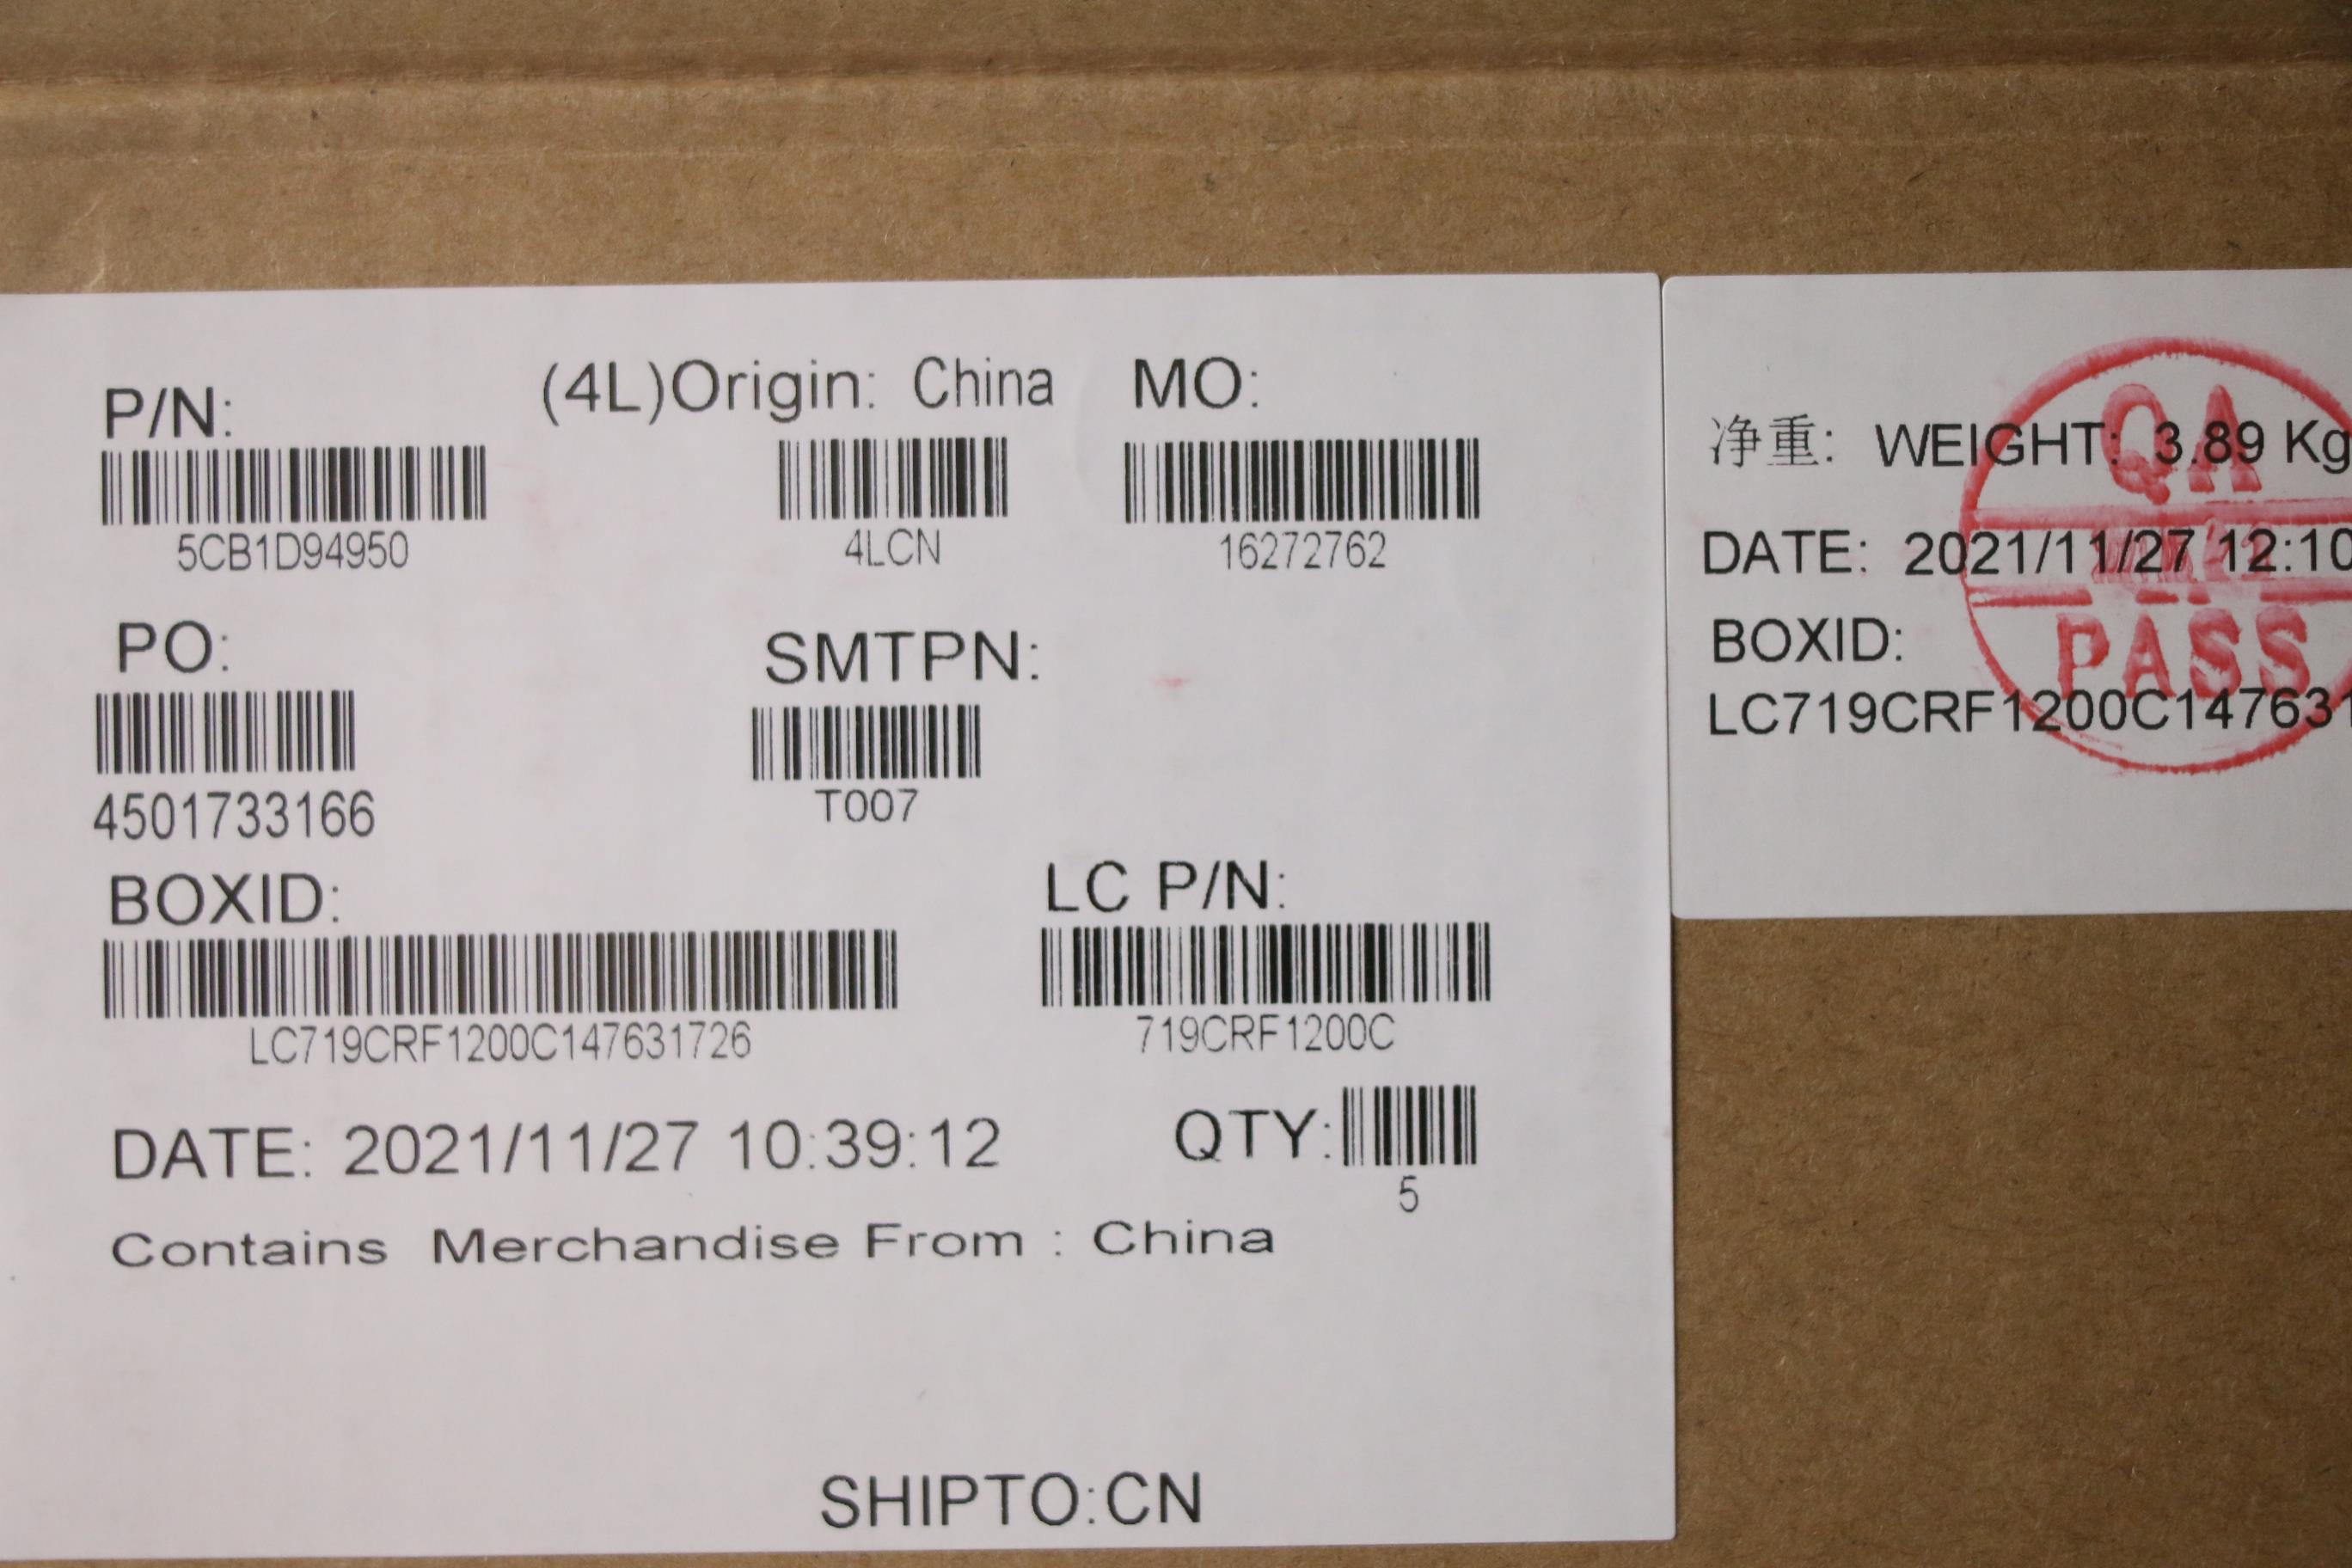 P/N:
(4L)Origin: China
MO:
5CB1D94950
4LCN
16272762
PO:
SMTPN:
4501733166
T007
BOXID:
LC P/N:
LC719CRF1200C147631726
719CRF1200C
DATE: 2021/11/27 10:39:12
QTY:
5
Contains Merchandise From : China
SHIPTO:CN
净重: WEIGHT: 3.89 Kg
DATE: 2021/11/27 12:10
BOXID:
LC719CRF1200C147631
QA
PASS